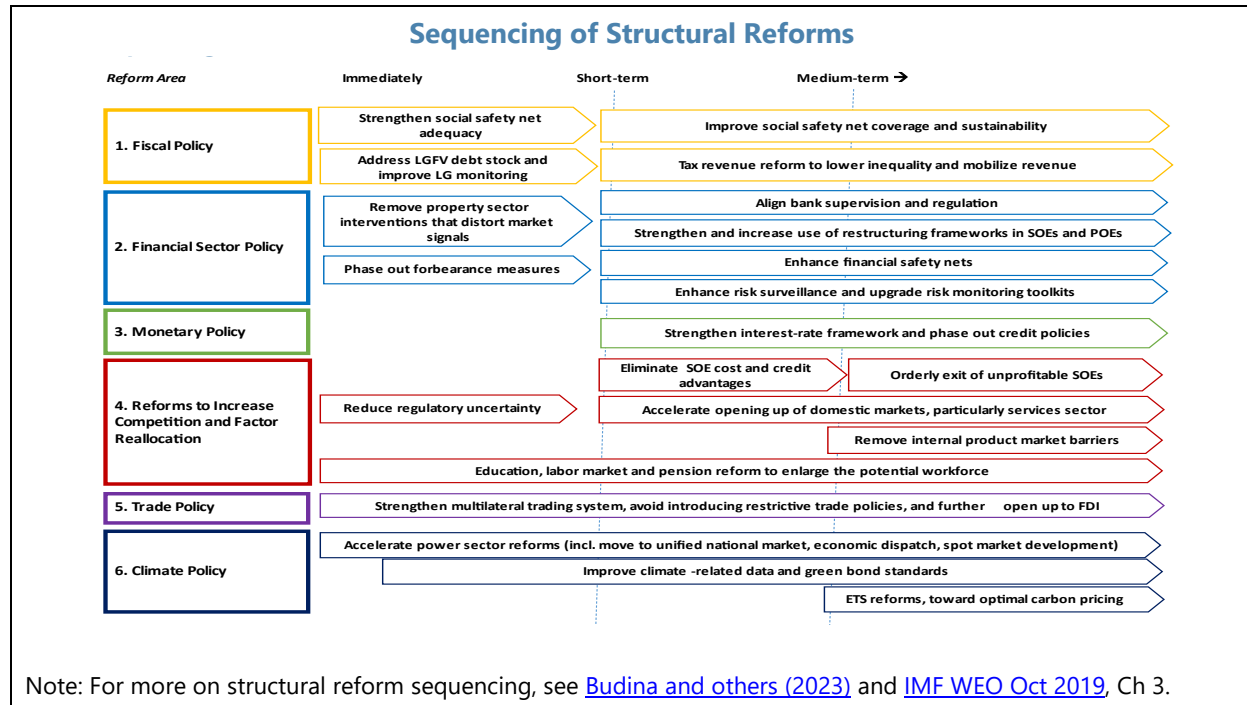 Sequencing of Structural Reforms
Reform Area Immediately Short-term Medium-term →
1. Fiscal Policy
Strengthen social safety net
adequacy
Improve social safety net coverage and sustainability
Address LGFV debt stock and
improve LG monitoring
Tax revenue reform to lower inequality and mobilize revenue
2. Financial Sector Policy
Remove property sector
interventions that distort market
signals
Align bank supervision and regulation
Strengthen and increase use of restructuring frameworks in SOEs and POEs
Phase out forbearance measures
Enhance financial safety nets
Enhance risk surveillance and upgrade risk monitoring toolkits
3. Monetary Policy
Strengthen interest-rate framework and phase out credit policies
4. Reforms to Increase
Competition and Factor
Reallocation
Eliminate SOE cost and credit
advantages
Orderly exit of unprofitable SOEs
Reduce regulatory uncertainty
Accelerate opening up of domestic markets, particularly services sector
Remove internal product market barriers
Education, labor market and pension reform to enlarge the potential workforce
5. Trade Policy
Strengthen multilateral trading system, avoid introducing restrictive trade policies, and further open up to FDI
6. Climate Policy
Accelerate power sector reforms (incl. move to unified national market, economic dispatch, spot market development)
Improve climate -related data and green bond standards
ETS reforms, toward optimal carbon pricing
Note: For more on structural reform sequencing, see Budina and others (2023) and IMF WEO Oct 2019, Ch 3.